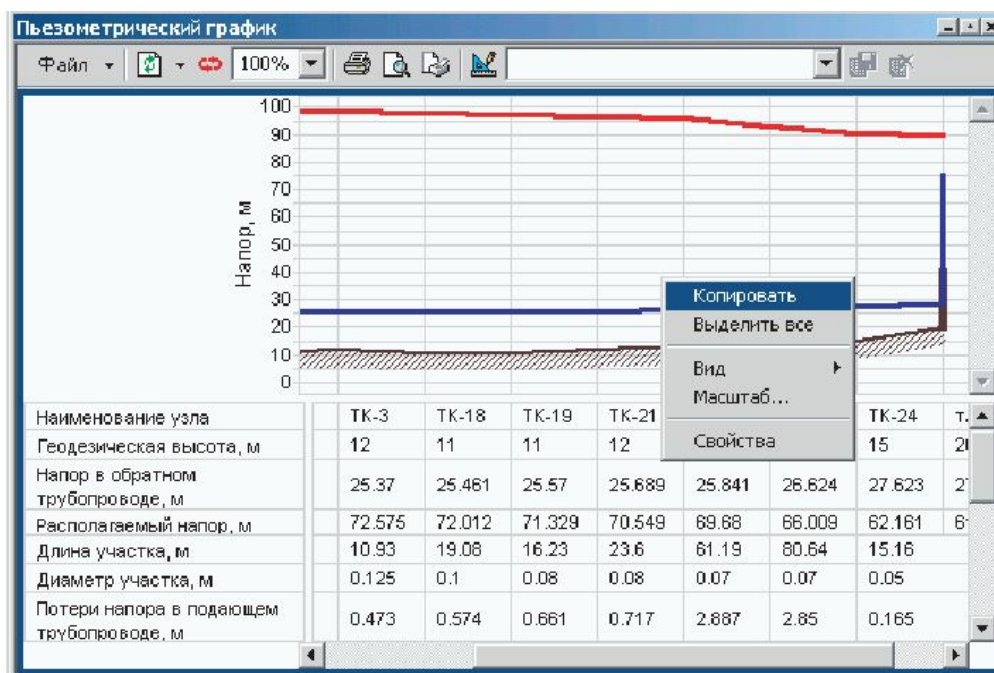 Пьезометрический график
Файл 100%
100
90
80
70
60
50
40
30
20
10
0
Напор, м
Копировать
Выделить все
Вид
Масштаб...
Свойства
Наименование узла ТК-3 ТК-18 ТК-19 ТК-21 ТК-24 т.
Геодезическая высота, м 12 11 11 12 15
Напор в обратном
трубопроводе, м 25.37 25.461 25.57 25.689 25.841 26.624 27.623
Располагаемый напор, м 72.575 72.012 71.329 70.549 69.68 66.009 62.161
Длина участка, м 10.93 19.08 16.23 23.6 61.19 80.64 15.16
Диаметр участка, м 0.125 0.1 0.08 0.08 0.07 0.07 0.05
Потери напора в подающем
трубопроводе, м 0.473 0.574 0.661 0.717 2.887 2.85 0.165